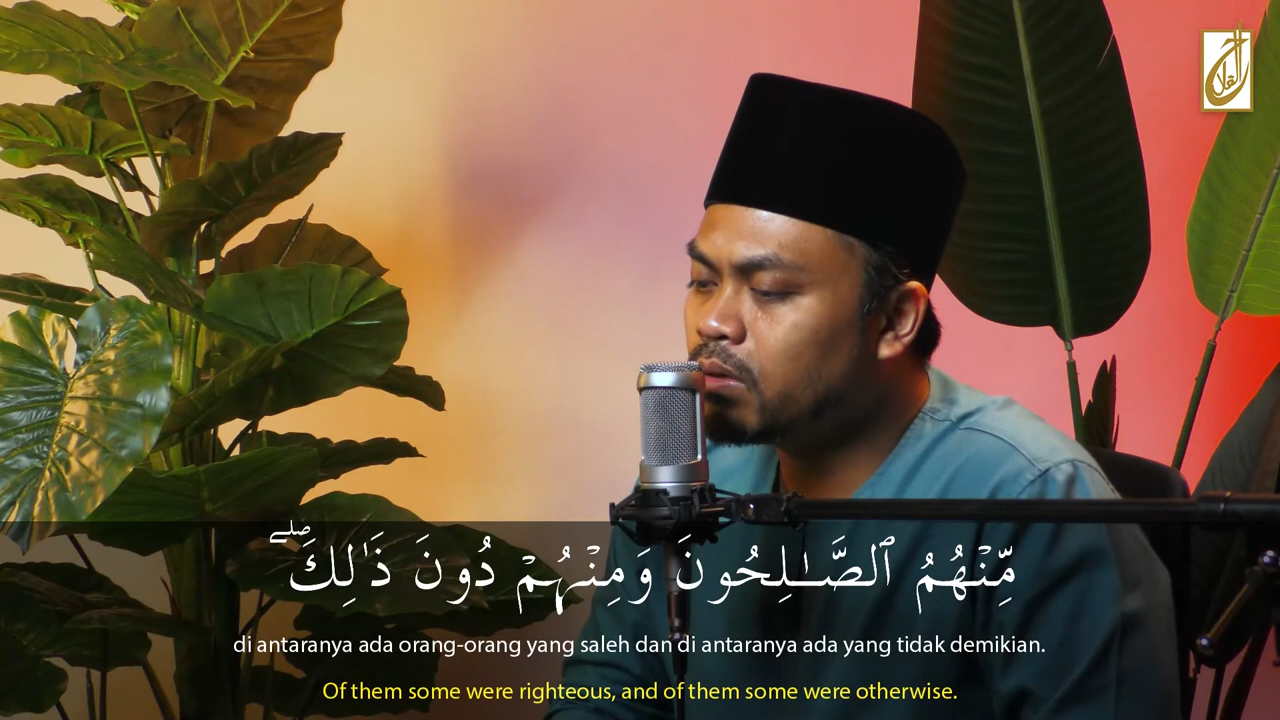 العلا
مِّنْهُمُ ٱلصَّـٰلِحُونَ وَمِنْهُمْ دُونَ ذَٰلِكَ ۖ
di antaranya ada orang-orang yang saleh dan di antaranya ada yang tidak demikian.
Of them some were righteous, and of them some were otherwise.